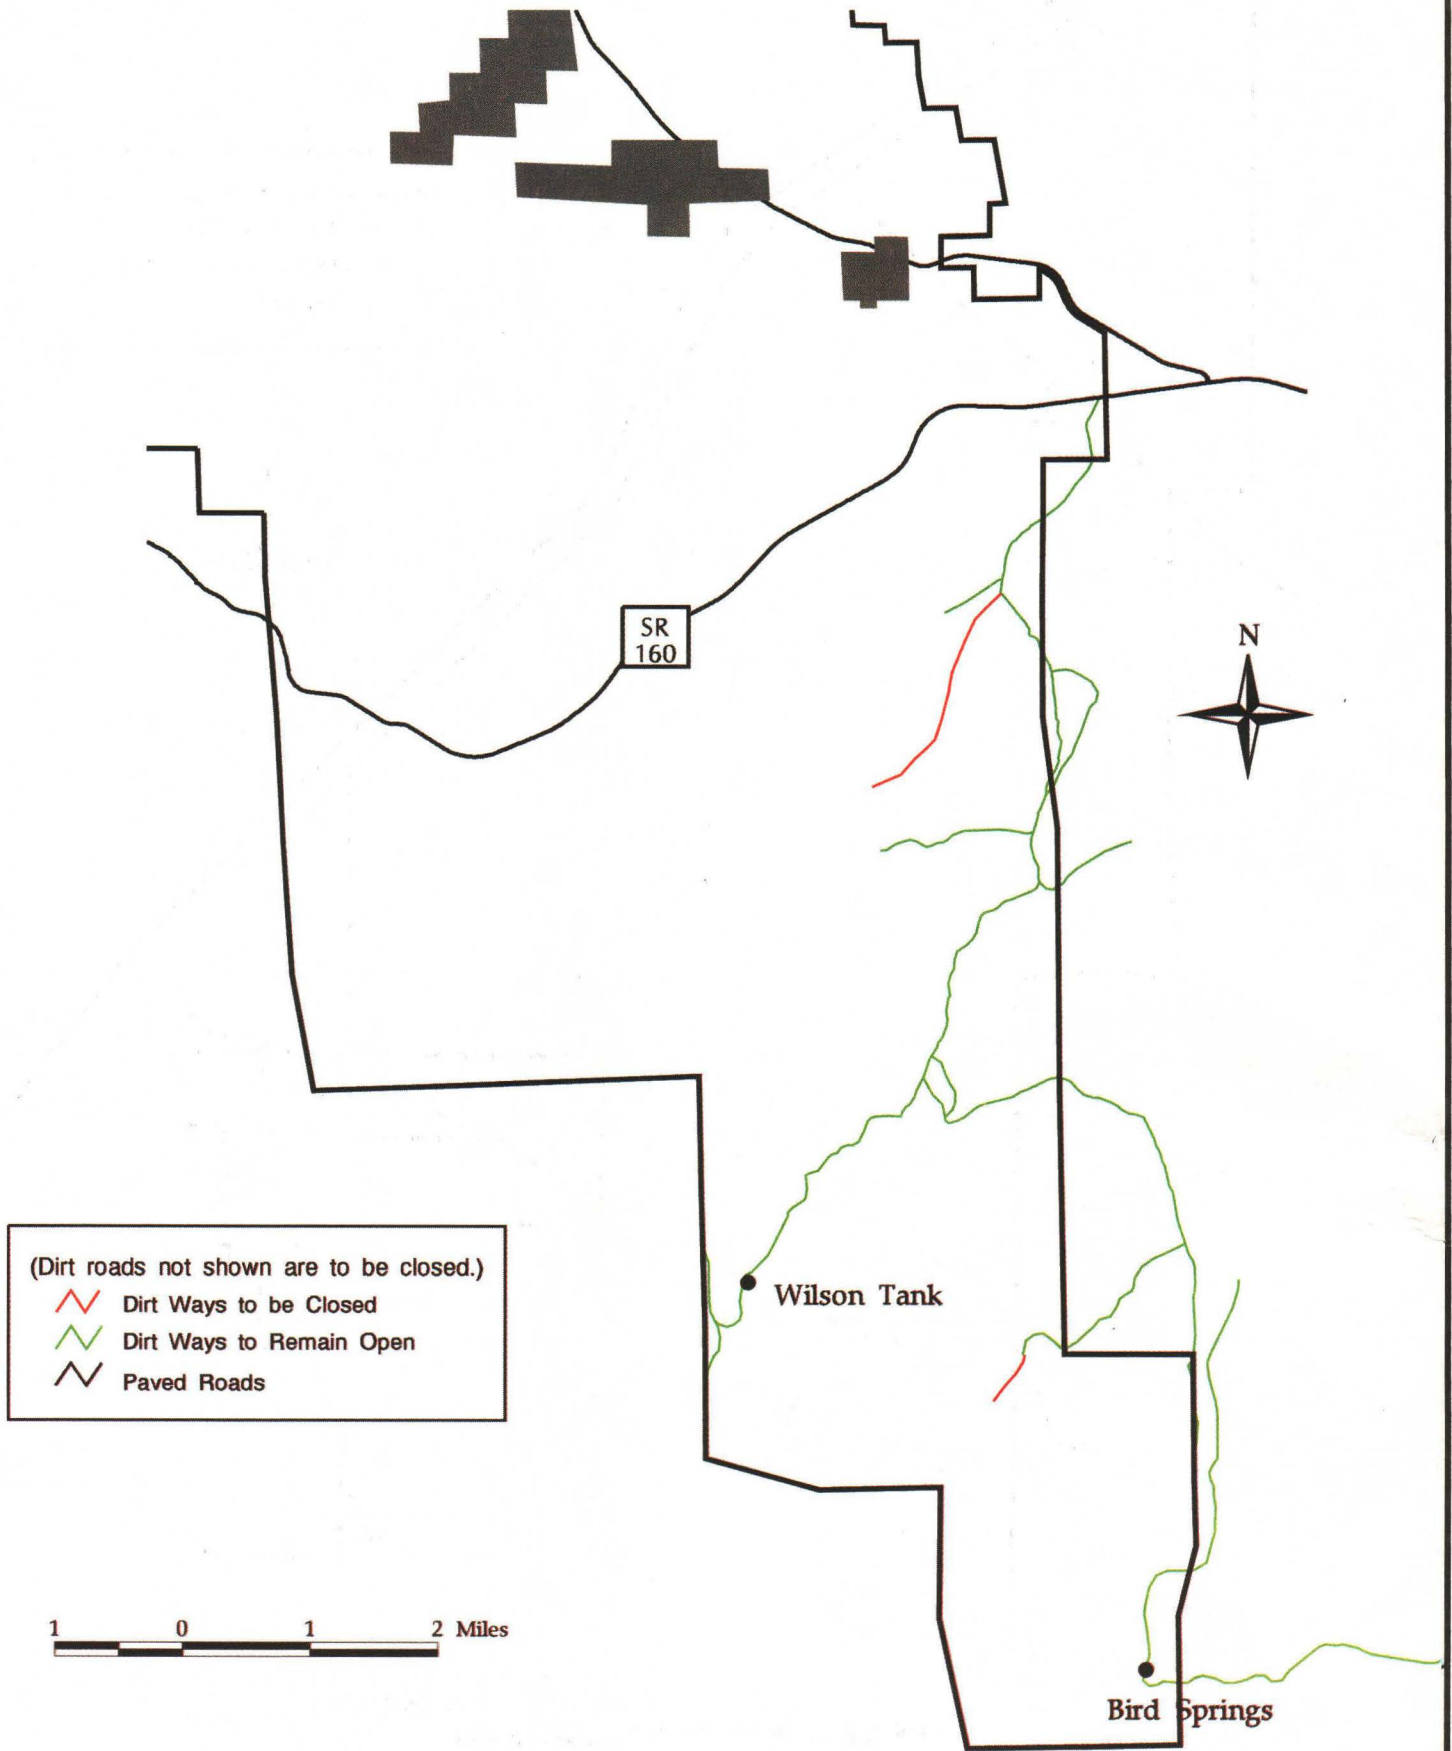 SR
160
N
Wilson Tank
(Dirt roads not shown are to be closed.)
Dirt Ways to be Closed
Dirt Ways to Remain Open
Paved Roads
1 0 1 2 Miles
Bird Springs